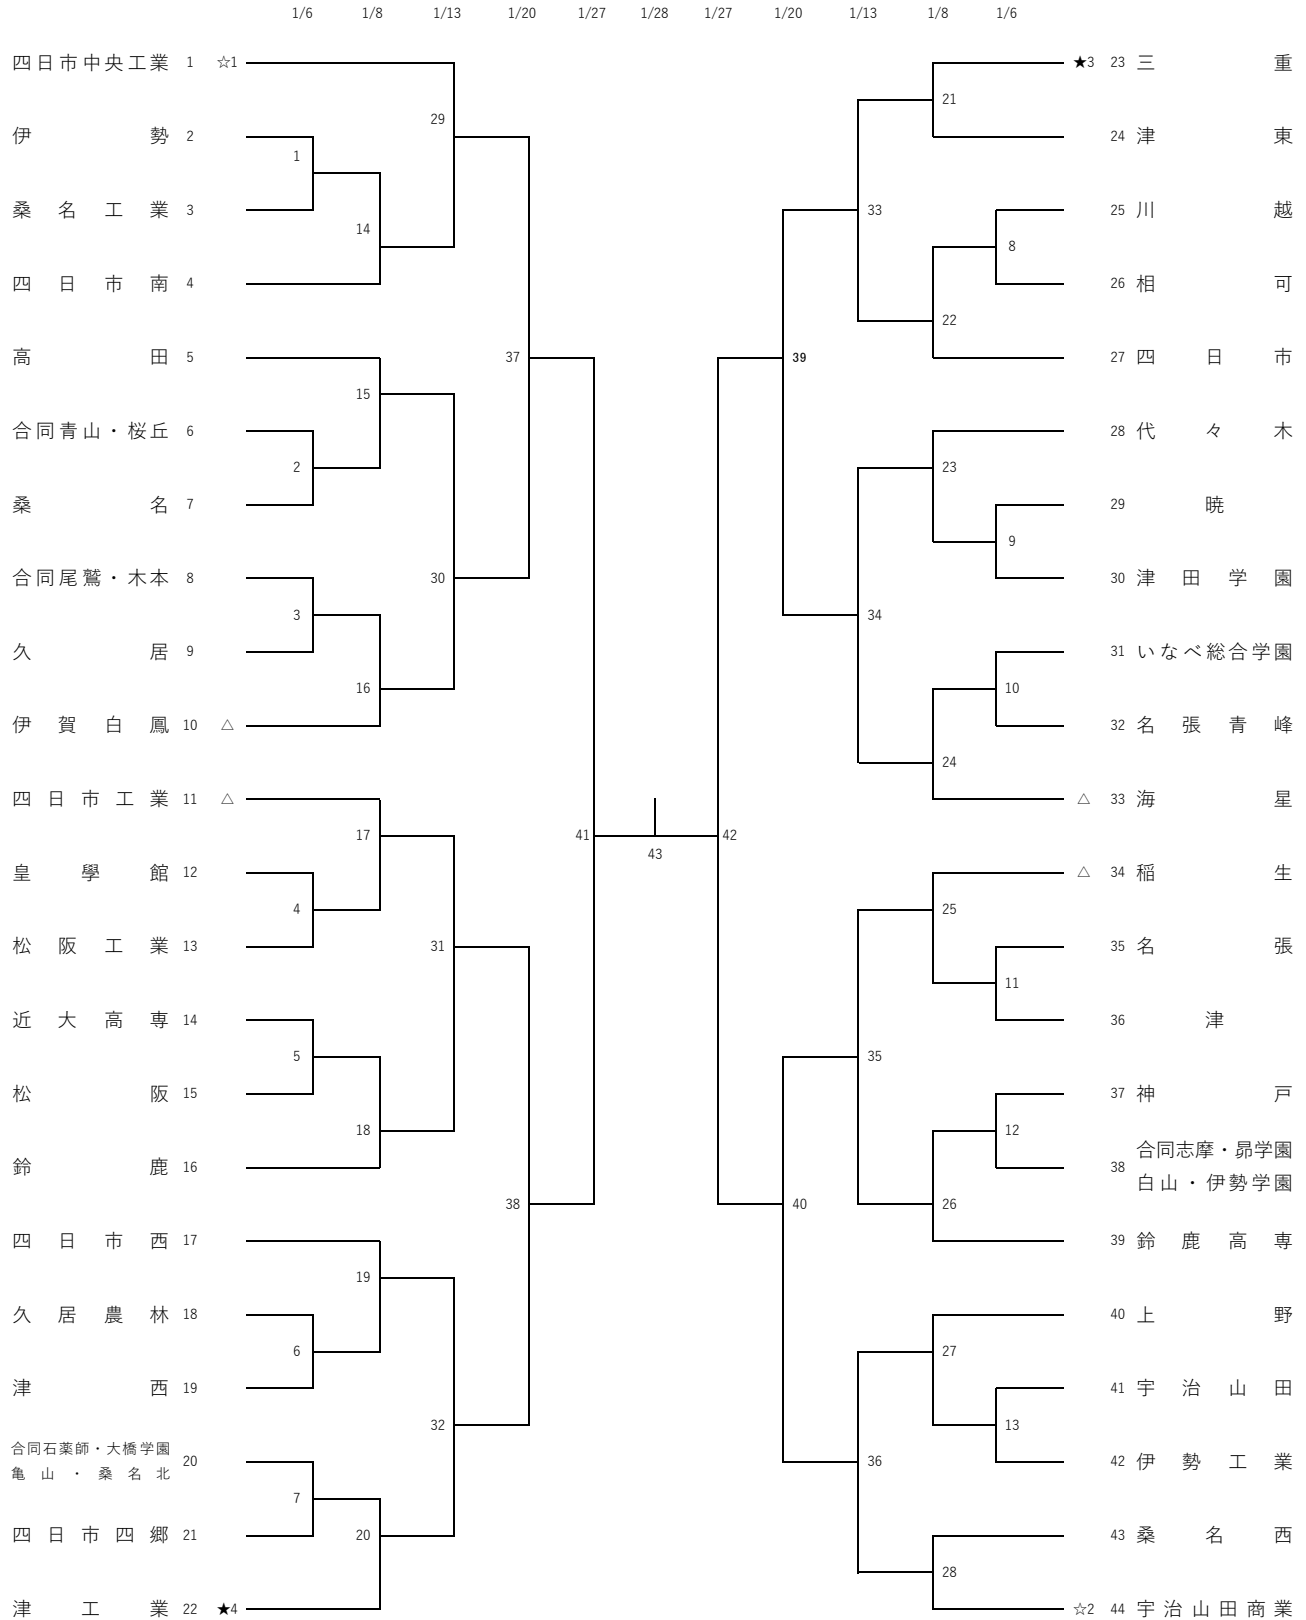 1/6 1/8 1/13 1/20 1/27 1/28 1/27 1/20 1/13 1/8 1/6
四日市中央工業 1 ☆1
伊勢 2
桑名工業 3
四日市南 4
高田 5
合同青山・桜丘 6
桑名 7
合同尾鷲・木本 8
久居 9
伊賀白鳳 10 △
四日市工業 11 △
皇學館 12
松阪工業 13
近大高専 14
松阪 15
鈴鹿 16
四日市西 17
久居農林 18
津西 19
合同石薬師・大橋学園
亀山・桑名北
20
四日市四郷 21
津工業 22 ★4
1
2
3
4
5
6
7
14
15
16
17
18
19
20
29
30
31
32
37
38
41
43
42
39
40
33
34
35
36
21
22
23
24
25
26
27
28
8
9
10
11
12
13
★3 23 三重
24 津東
25 川越
26 相可
27 四日市
28 代々木
29 暁
30 津田学園
31 いなべ総合学園
32 名張青峰
△ 33 海星
△ 34 稲生
35 名張
36 津
37 神戸
38
合同志摩・昴学園
白山・伊勢学園
39 鈴鹿高専
40 上野
41 宇治山田
42 伊勢工業
43 桑名西
☆2 44 宇治山田商業